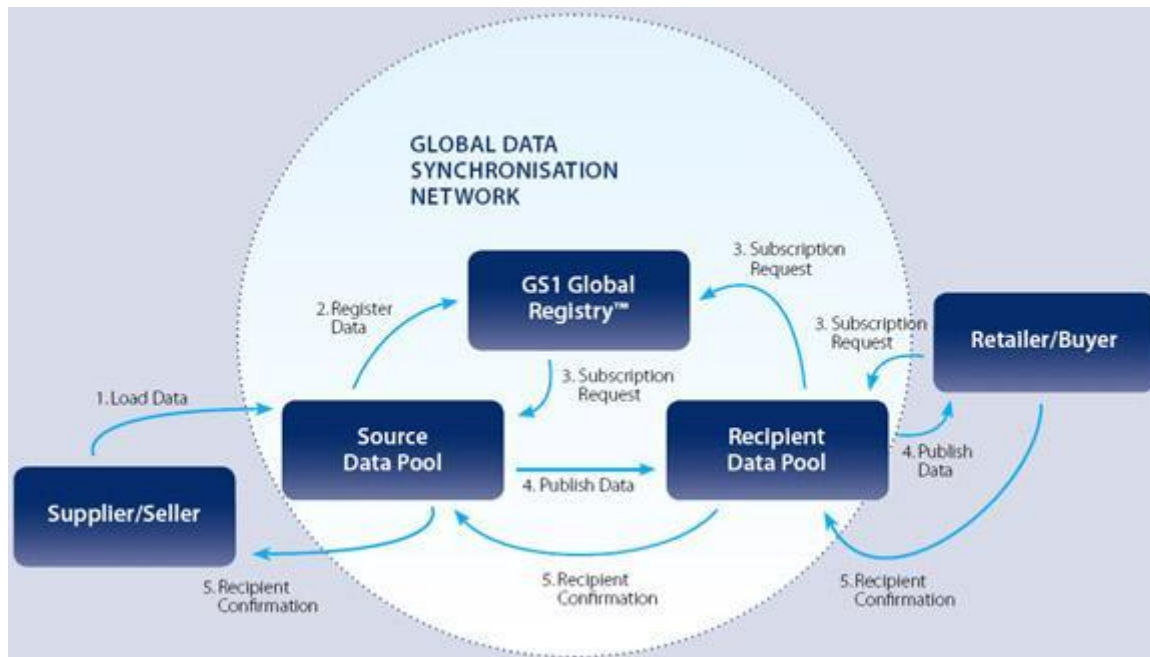 GLOBAL DATA
SYNCHRONISATION
NETWORK
3. Subscription
Request
GS1 Global
Registry™
2. Register
Data
3. Subscription
Request
Retailer/Buyer
3. Subscription
Request
1. Load Data
Source
Data Pool
Recipient
Data Pool
4. Publish
Data
4. Publish Data
Supplier/Seller
5. Recipient
Confirmation
5. Recipient
Confirmation
5. Recipient
Confirmation